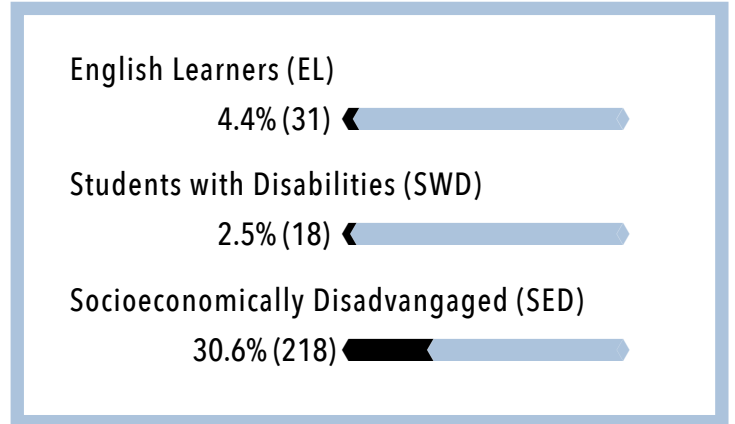 English Learners (EL)
4.4% (31)
Students with Disabilities (SWD)
2.5% (18)
Socioeconomically Disadvangaged (SED)
30.6% (218)